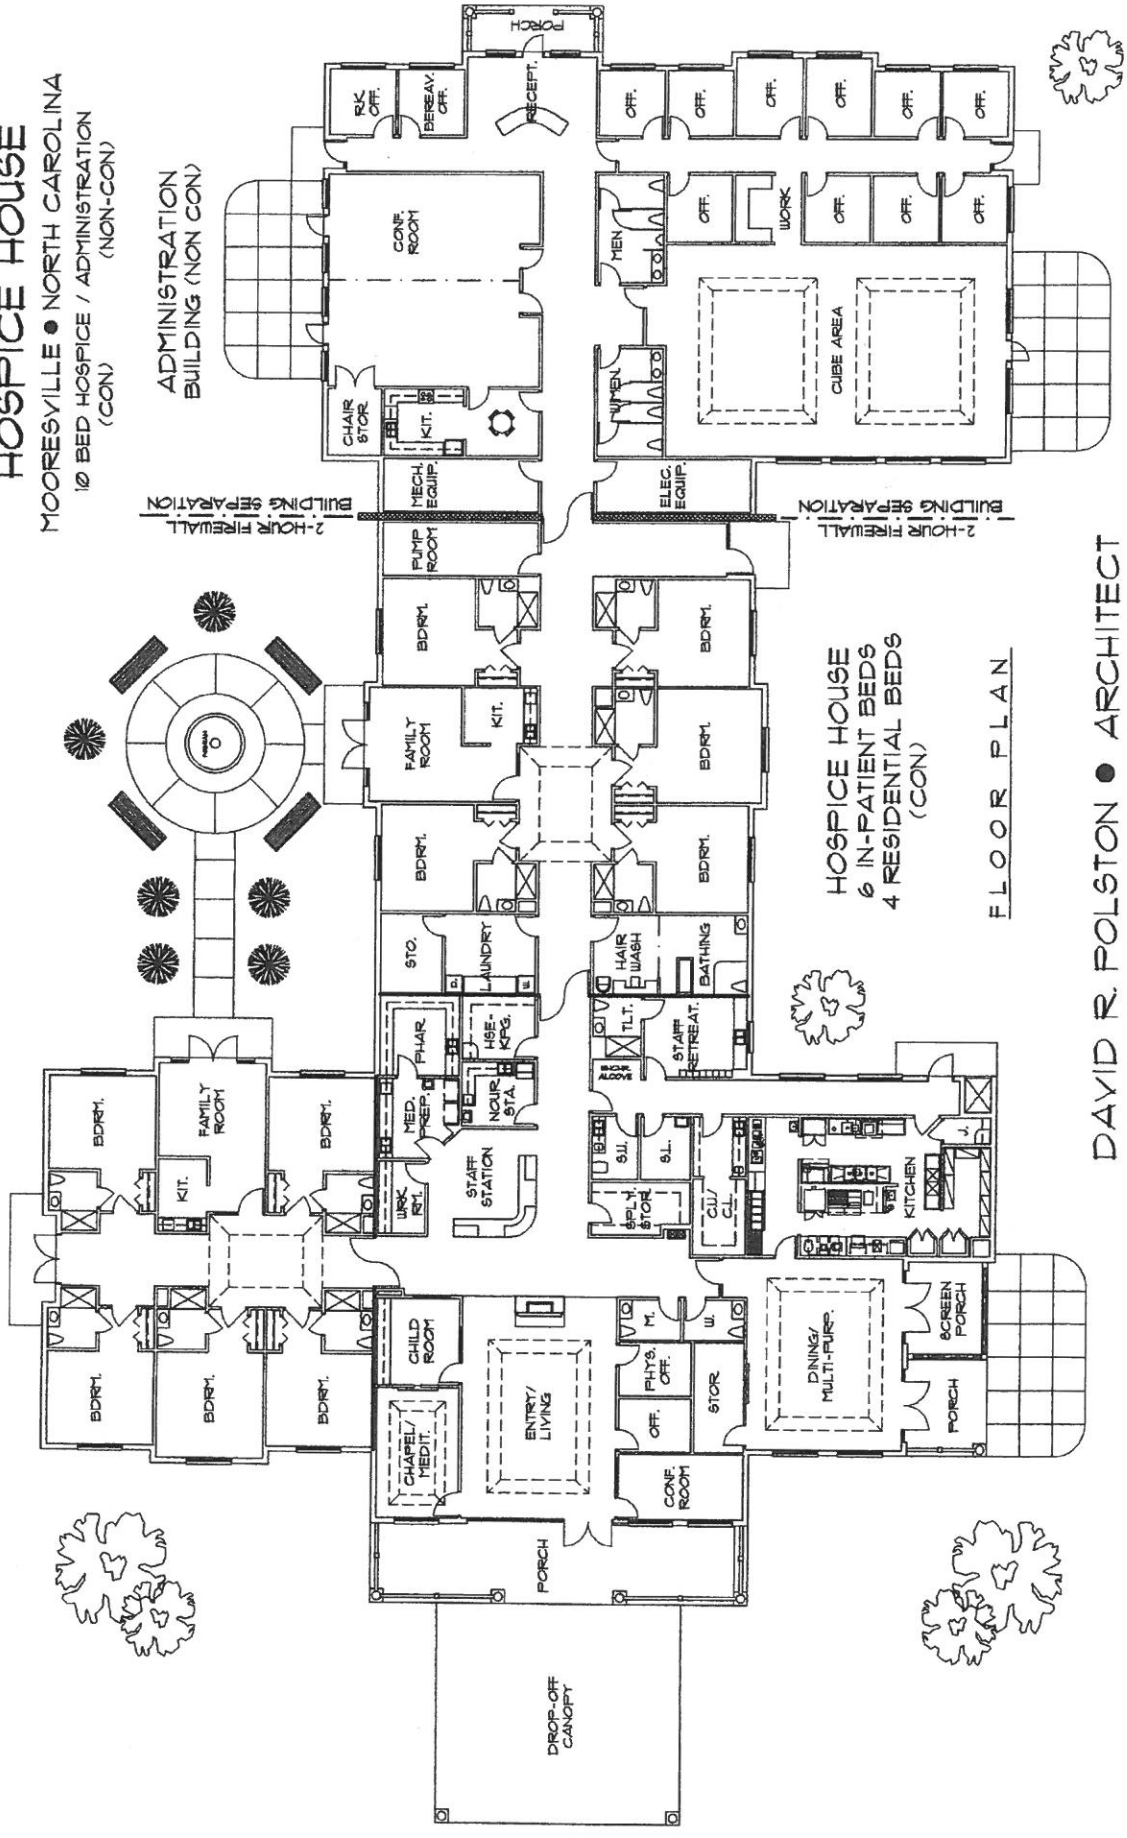 HOSPICE HOUSE
MOORESVILLE ● NORTH CAROLINA
10 BED HOSPICE / ADMINISTRATION
(CON) (NON-CON)
ADMINISTRATION
BUILDING (NON CON)
2-HOUR FIREWALL
BUILDING SEPARATION
PORCH
RECEPT.
RK
OFF.
BEREAV.
OFF.
OFF.
OFF.
OFF.
OFF.
OFF.
OFF.
CONF.
ROOM
MEN
OFF.
WORK
OFF.
OFF.
OFF.
CHAIR
STOR
KIT.
WOMEN
CUBE AREA
MECH.
EQUIP.
ELEC.
EQUIP.
2-HOUR FIREWALL
BUILDING SEPARATION
PUMP
ROOM
BDRM.
BDRM.
FAMILY
ROOM
KIT.
BDRM.
BDRM.
BDRM.
HOSPICE HOUSE
6 IN-PATIENT BEDS
4 RESIDENTIAL BEDS
(CON)
STO.
LAUNDRY
D.
W.
HAIR
WASH
BATHING
PHAR.
HSE-
KPG.
TLT.
STAFF
RETREAT.
ALCOVE
MED.
PREP.
NOUR
STA.
WRK
RM.
STAFF
STATION
S.U.
S.L.
SPLY.
STOR
C.U./
C.L.
KITCHEN
J.
BDRM.
FAMILY
ROOM
BDRM.
KIT.
BDRM.
BDRM.
BDRM.
CHILD
ROOM
CHAPEL/
MEDIT.
ENTRY/
LIVING
M.
W.
PHYS.
OFF.
OFF.
STOR
CONF.
ROOM
DINING/
MULTI-PURP.
SCREEN
PORCH
PORCH
PORCH
DROP-OFF
CANOPY
FLOOR PLAN
DAVID R. POLSTON ● ARCHITECT